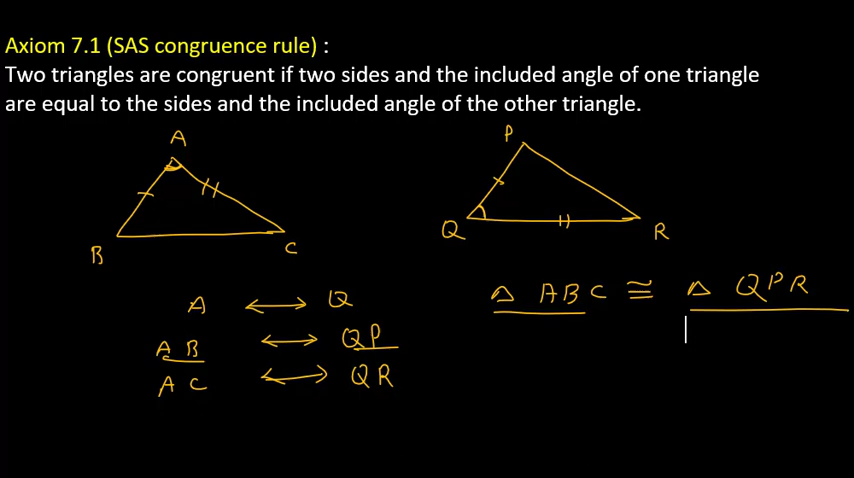 Axiom 7.1 (SAS congruence rule) :
Two triangles are congruent if two sides and the included angle of one triangle
are equal to the sides and the included angle of the other triangle.
A
B
C
P
Q
R
A ↔ Q
AB ↔ QP
AC ↔ QR
△ ABC ≅ △ QPR